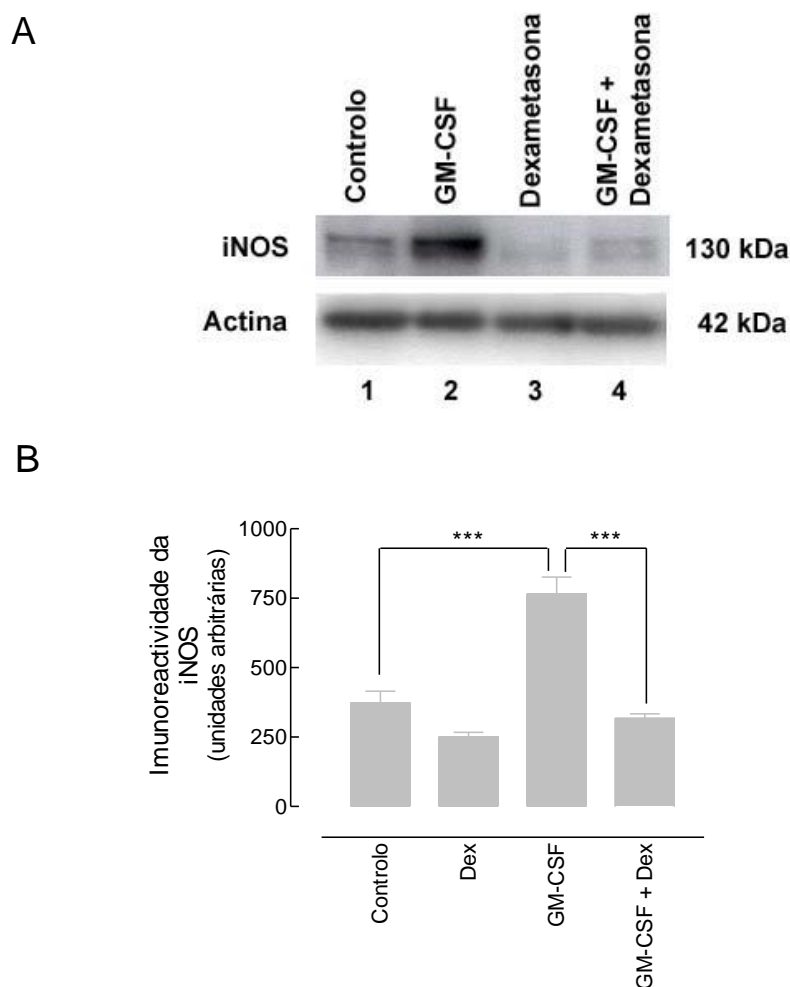 A
Controlo
GM-CSF
Dexametasona
GM-CSF +
Dexametasona
iNOS
130 kDa
Actina
42 kDa
1 2 3 4
B
Imunoreactividade da
iNOS
(unidades arbitrárias)
1000
750
500
250
0
*** ***
Controlo
Dex
GM-CSF
GM-CSF + Dex